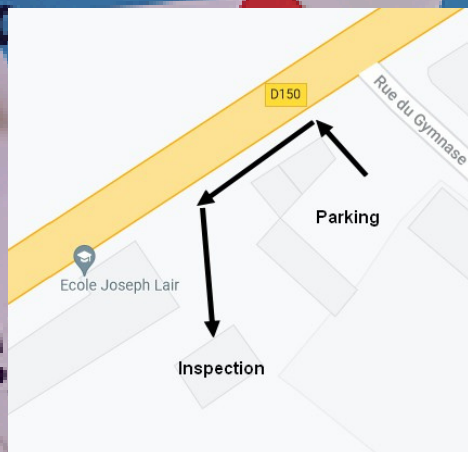 D150
Rue du Gymnase
Parking
Ecole Joseph Lair
Inspection